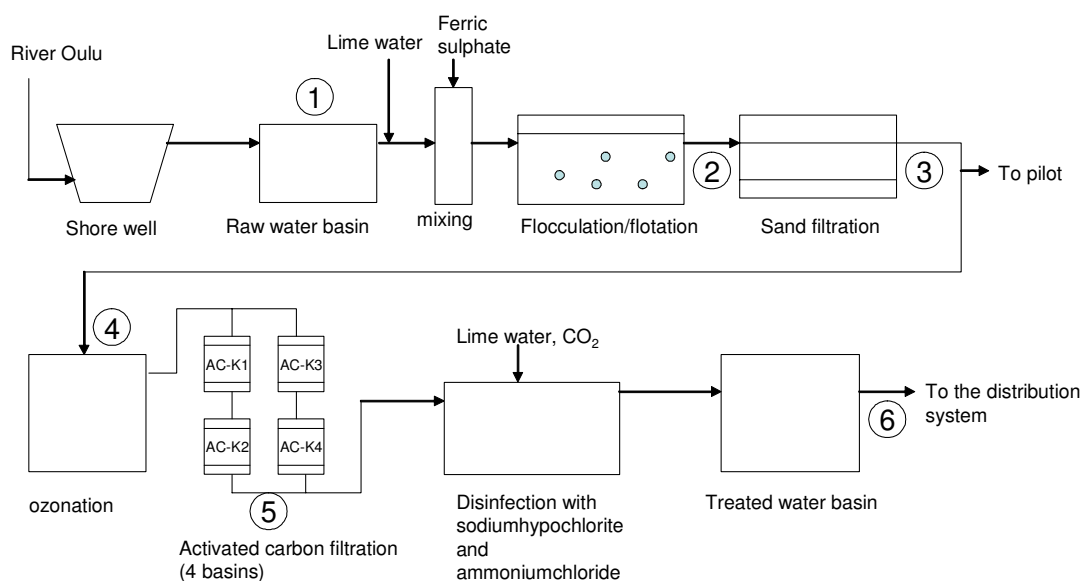 River Oulu
Lime water
Ferric
sulphate
1
2
3
To pilot
Shore well
Raw water basin
mixing
Flocculation/flotation
Sand filtration
4
AC-K1
AC-K3
AC-K2
AC-K4
Lime water, CO₂
To the distribution
system
6
ozonation
5
Activated carbon filtration
(4 basins)
Disinfection with
sodiumhypochlorite
and
ammoniumchloride
Treated water basin